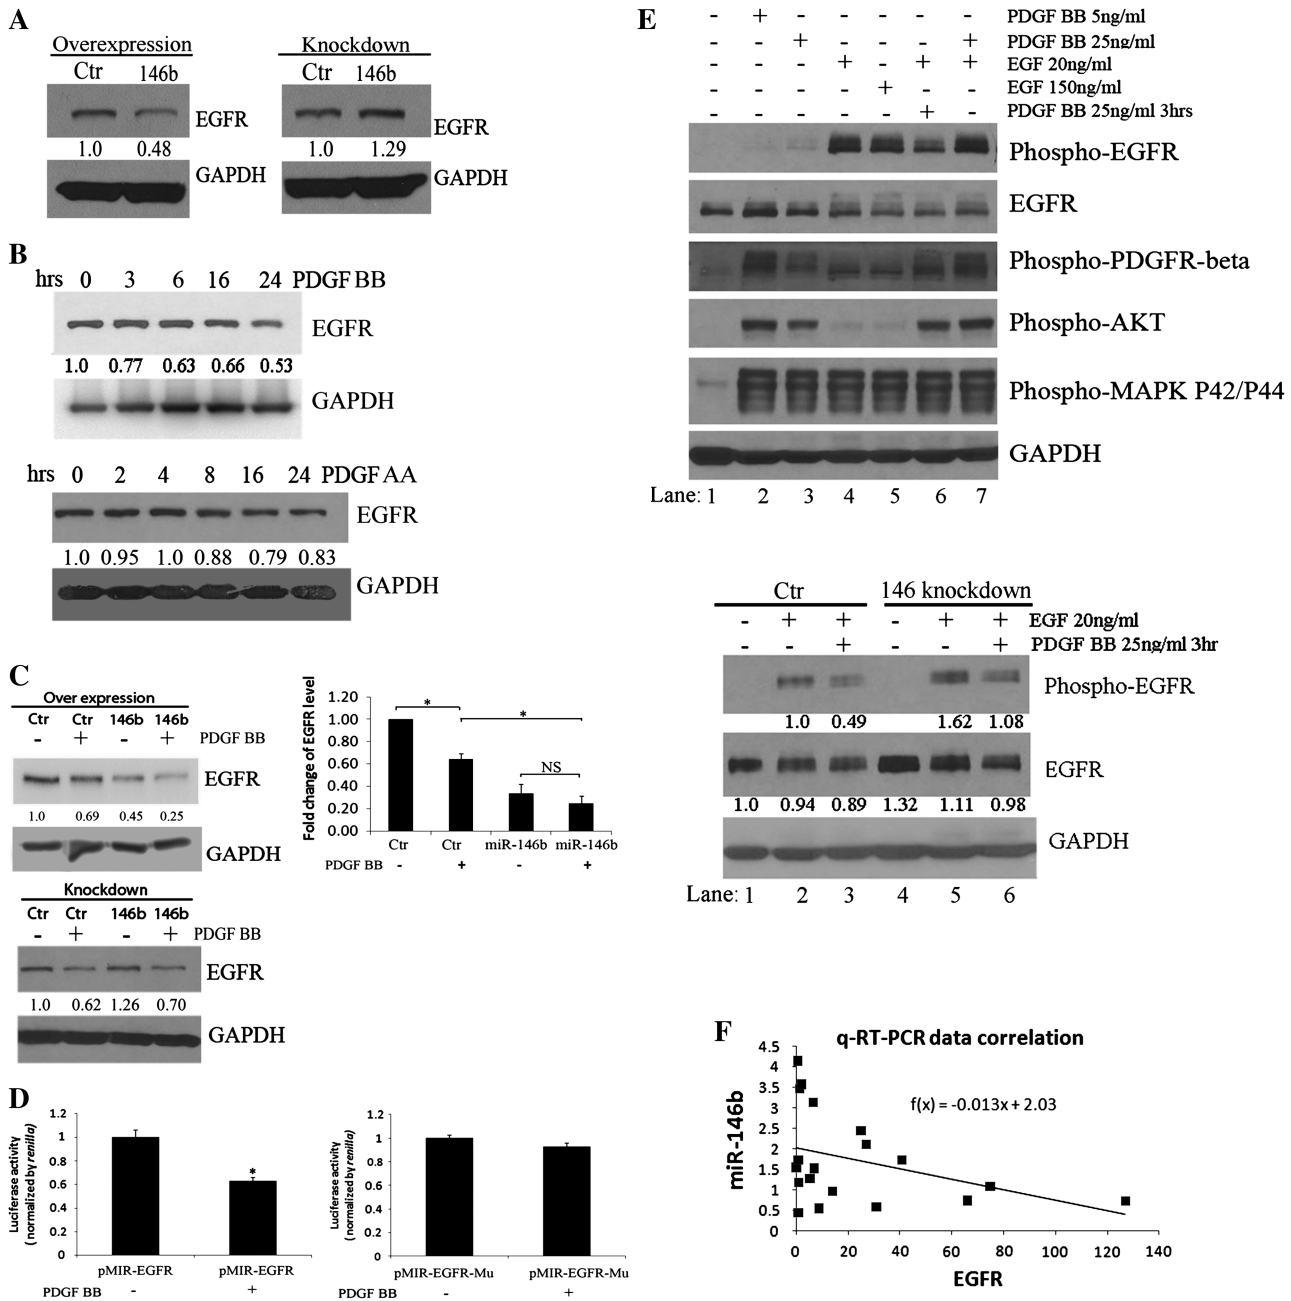 A
Overexpression
Ctr 146b
EGFR
1.0 0.48
GAPDH
Knockdown
Ctr 146b
EGFR
1.0 1.29
GAPDH
B
hrs 0 3 6 16 24 PDGF BB
EGFR
1.0 0.77 0.63 0.66 0.53
GAPDH
hrs 0 2 4 8 16 24 PDGF AA
EGFR
1.0 0.95 1.0 0.88 0.79 0.83
GAPDH
C
Over expression
Ctr Ctr 146b 146b
- + - + PDGF BB
EGFR
1.0 0.69 0.45 0.25
GAPDH
Knockdown
Ctr Ctr 146b 146b
- + - + PDGF BB
EGFR
1.0 0.62 1.26 0.70
GAPDH
Fold change of EGFR level
1.20
1.00
0.80
0.60
0.40
0.20
0.00
* * NS
Ctr Ctr miR-146b miR-146b
PDGF BB - + - +
D
Luciferase activity
(normalized by renilla)
1.2
1
0.8
0.6
0.4
0.2
0
*
pMIR-EGFR pMIR-EGFR
PDGF BB - +
Luciferase activity
(normalized by renilla)
1.2
1
0.8
0.6
0.4
0.2
0
pMIR-EGFR-Mu pMIR-EGFR-Mu
PDGF BB - +
E
- + - - - - - PDGF BB 5ng/ml
- - + - - - + PDGF BB 25ng/ml
- - - + - + + EGF 20ng/ml
- - - - + - - EGF 150ng/ml
- - - - - + - PDGF BB 25ng/ml 3hrs
Phospho-EGFR
EGFR
Phospho-PDGFR-beta
Phospho-AKT
Phospho-MAPK P42/P44
GAPDH
Lane: 1 2 3 4 5 6 7
Ctr 146 knockdown
- + + - + + EGF 20ng/ml
- - + - - + PDGF BB 25ng/ml 3hr
Phospho-EGFR
1.0 0.49 1.62 1.08
EGFR
1.0 0.94 0.89 1.32 1.11 0.98
GAPDH
Lane: 1 2 3 4 5 6
F
q-RT-PCR data correlation
miR-146b
4.5
4
3.5
3
2.5
2
1.5
1
0.5
0
f(x) = -0.013x + 2.03
0 20 40 60 80 100 120 140
EGFR